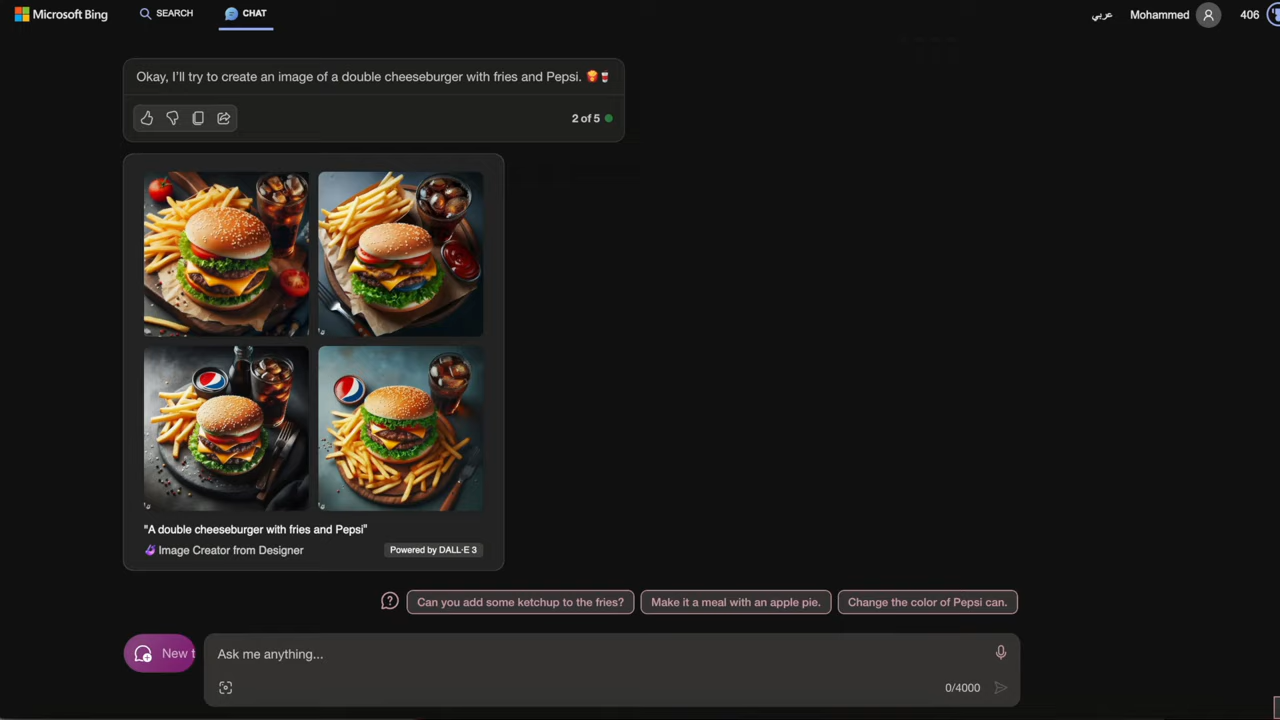 Microsoft Bing
SEARCH
CHAT
عربي
Mohammed
406
Okay, I'll try to create an image of a double cheeseburger with fries and Pepsi.
2 of 5
"A double cheeseburger with fries and Pepsi"
Image Creator from Designer
Powered by DALL·E 3
Can you add some ketchup to the fries?
Make it a meal with an apple pie.
Change the color of Pepsi can.
New t
Ask me anything...
0/4000